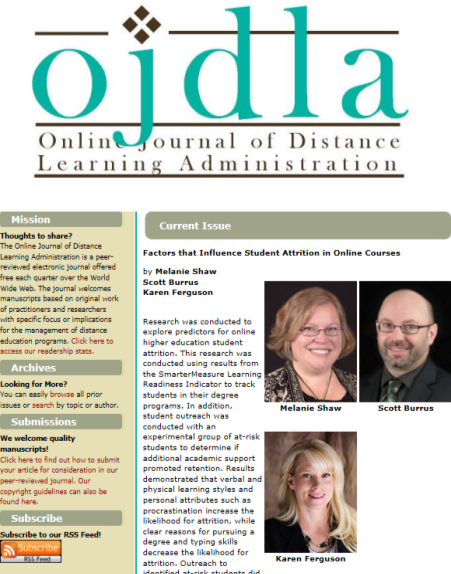 ojdla
Online Journal of Distance
Learning Administration
Mission
Thoughts to share?
The Online Journal of Distance
Learning Administration is a peer-
reviewed electronic journal offered
free each quarter over the World
Wide Web. The journal welcomes
manuscripts based on original work
of practitioners and researchers
with specific focus or implications
for the management of distance
education programs. Click here to
access our readership stats.
Archives
Looking for More?
You can easily browse all prior
issues or search by topic or author.
Submissions
We welcome quality
manuscripts!
Click here to find out how to submit
your article for consideration in our
peer-reviewed journal. Our
copyright guidelines can also be
found here.
Subscribe
Subscribe to our RSS Feed!
Subscribe
RSS Feed
Current Issue
Factors that Influence Student Attrition in Online Courses
by Melanie Shaw
Scott Burrus
Karen Ferguson
Research was conducted to
explore predictors for online
higher education student
attrition. This research was
conducted using results from
the SmarterMeasure Learning
Readiness Indicator to track
students in their degree
programs. In addition,
student outreach was
conducted with an
experimental group of at-risk
students to determine if
additional academic support
promoted retention. Results
demonstrated that verbal and
physical learning styles and
personal attributes such as
procrastination increase the
likelihood for attrition, while
clear reasons for pursuing a
degree and typing skills
decrease the likelihood for
attrition. Outreach to
identified at-risk students did
Melanie Shaw
Scott Burrus
Karen Ferguson